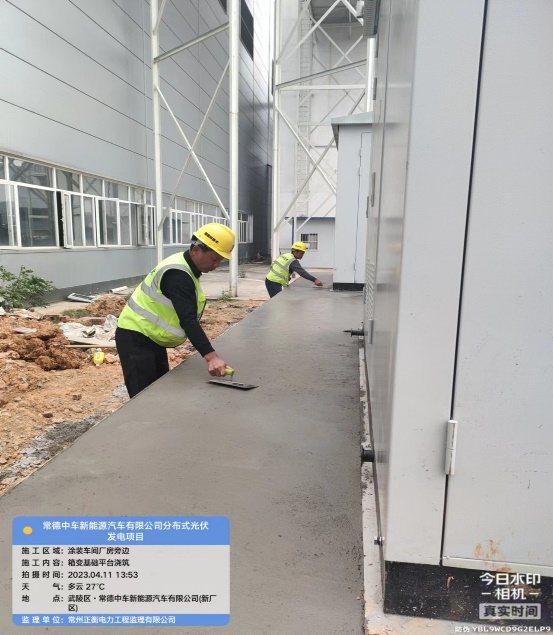 常德中车新能源汽车有限公司分布式光伏
发电项目
施工区域：涂装车间厂房旁边
施工内容：箱变基础平台浇筑
拍摄时间：2023.04.11 13:53
天 气：多云 27℃
地 点：武陵区·常德中车新能源汽车有限公司(新厂
区)
监理单位：常州正衡电力工程监理有限公司
今日水印
相机
真实时间
防伪 YBL9WCD9G2ELP9